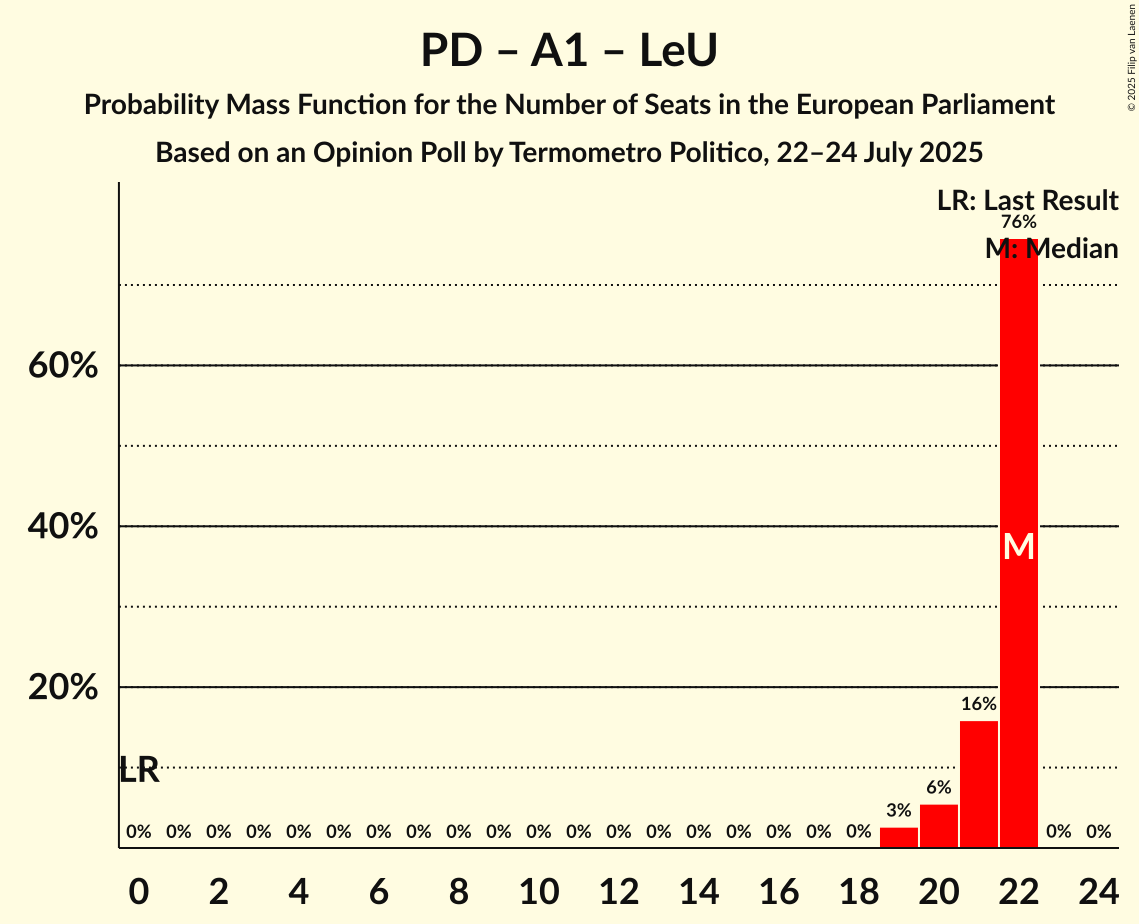 PD – A1 – LeU
Probability Mass Function for the Number of Seats in the European Parliament
Based on an Opinion Poll by Termometro Politico, 22–24 July 2025
© 2025 Filip van Laenen
LR: Last Result
76%
M: Median
60%
40%
M
20%
16%
LR
6%
3%
0% 0% 0% 0% 0% 0% 0% 0% 0% 0% 0% 0% 0% 0% 0% 0% 0% 0% 0% 0% 0%
0 2 4 6 8 10 12 14 16 18 20 22 24